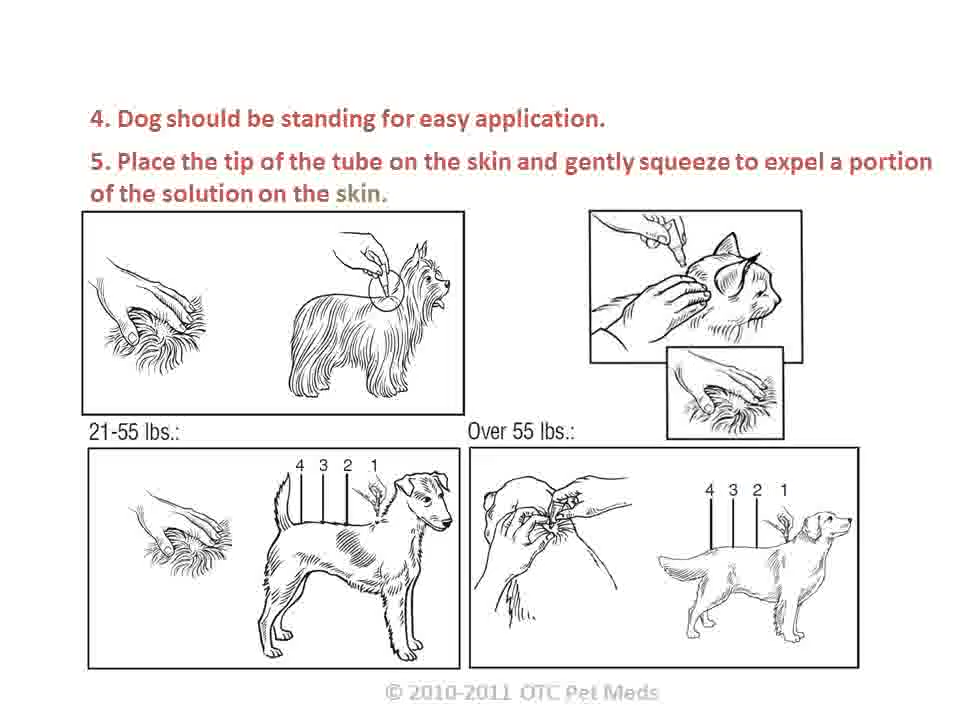 4. Dog should be standing for easy application.
5. Place the tip of the tube on the skin and gently squeeze to expel a portion
of the solution on the skin.
21-55 lbs.:
Over 55 lbs.:
4 3 2 1
4 3 2 1
© 2010-2011 OTC Pet Meds